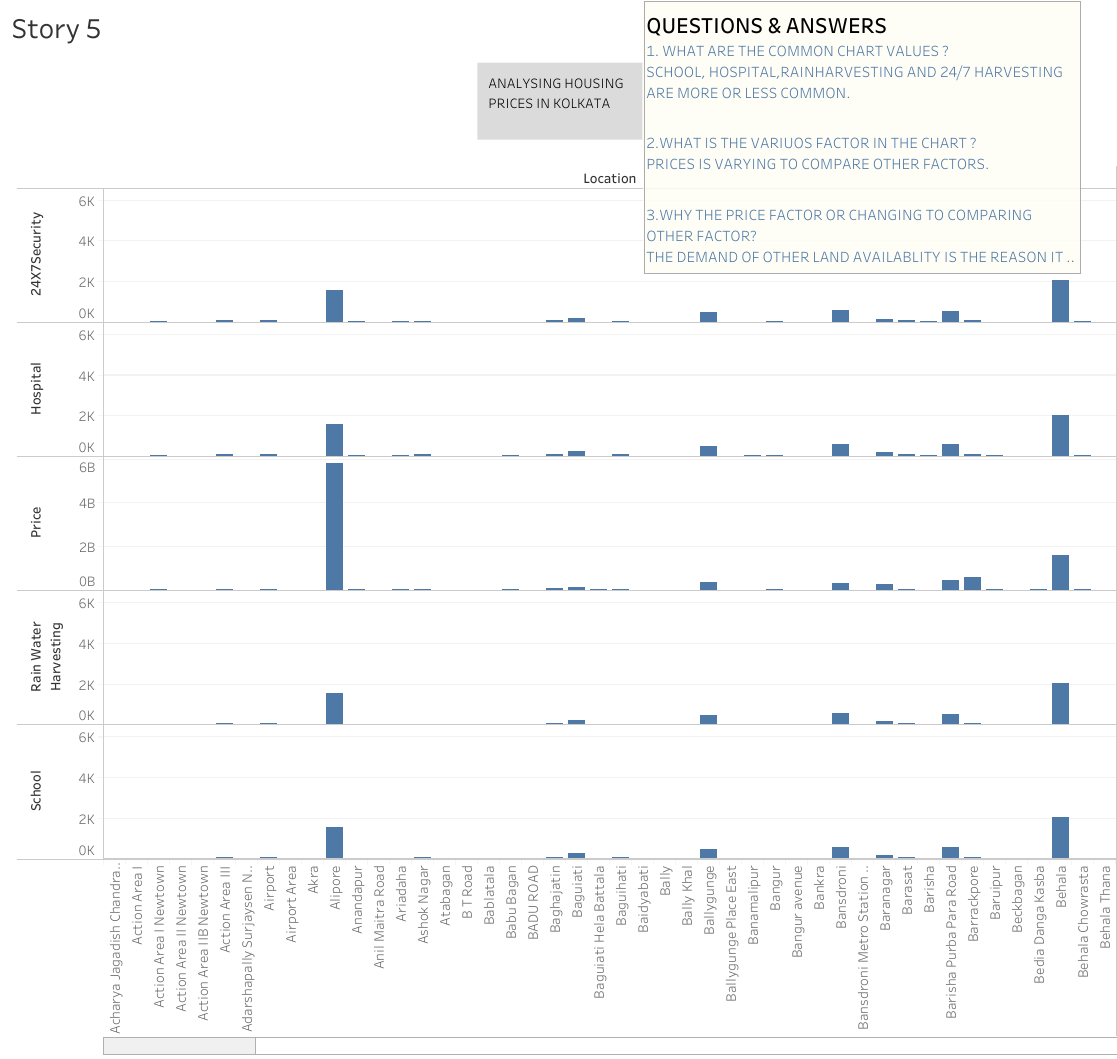 Story 5
ANALYSING HOUSING
PRICES IN KOLKATA
QUESTIONS & ANSWERS
1. WHAT ARE THE COMMON CHART VALUES ?
SCHOOL, HOSPITAL,RAINHARVESTING AND 24/7 HARVESTING
ARE MORE OR LESS COMMON.
2.WHAT IS THE VARIUOS FACTOR IN THE CHART ?
PRICES IS VARYING TO COMPARE OTHER FACTORS.
3.WHY THE PRICE FACTOR OR CHANGING TO COMPARING
OTHER FACTOR?
THE DEMAND OF OTHER LAND AVAILABLITY IS THE REASON IT ..
Location
24X7Security
6K
4K
2K
0K
Hospital
6K
4K
2K
0K
Price
6B
4B
2B
0B
Rain Water
Harvesting
6K
4K
2K
0K
School
6K
4K
2K
0K
Acharya Jagadish Chandra..
Action Area I
Action Area I Newtown
Action Area II Newtown
Action Area IIB Newtown
Action Area III
Adarshapally Surjaysen N..
Airport
Airport Area
Akra
Alipore
Anandapur
Anil Maitra Road
Ariadaha
Ashok Nagar
Atabagan
B T Road
Bablatala
Babu Bagan
BADU ROAD
Baghajatin
Baguiati
Baguiati Hela Battala
Baguihati
Baidyabati
Bally
Bally Khal
Ballygunge
Ballygunge Place East
Banamalipur
Bangur
Bangur avenue
Bankra
Bansdroni
Bansdroni Metro Station ..
Baranagar
Barasat
Barisha
Barisha Purba Para Road
Barrackpore
Baruipur
Beckbagan
Bedia Danga Kasba
Behala
Behala Chowrasta
Behala Thana